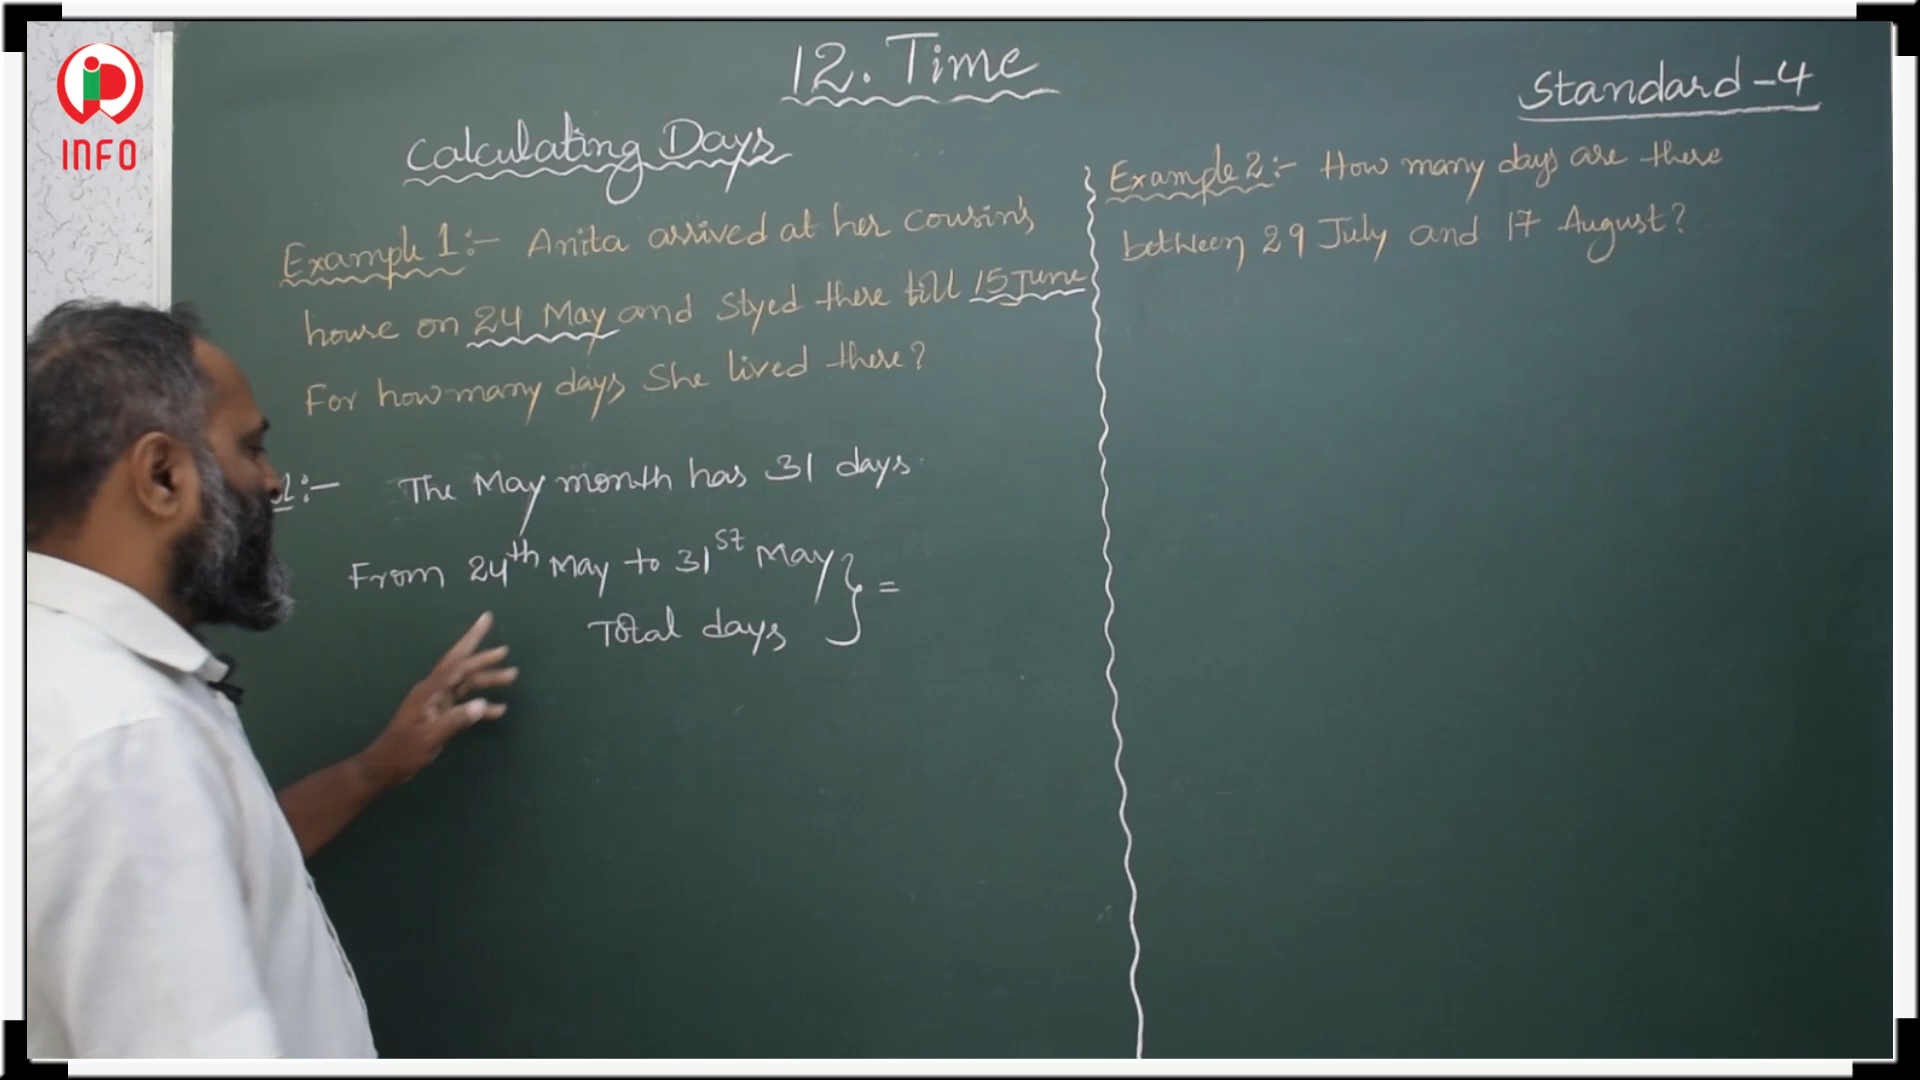 INFO
12. Time
Standard-4
Calculating Days
Example 1:- Anita arrived at her cousin's
house on 24 May and Styed there till 15 June
For how many days She lived there?
:- The May month has 31 days.
From 24th May to 31st May } =
Total days
Example 2:- How many days are there
between 29 July and 17 August?